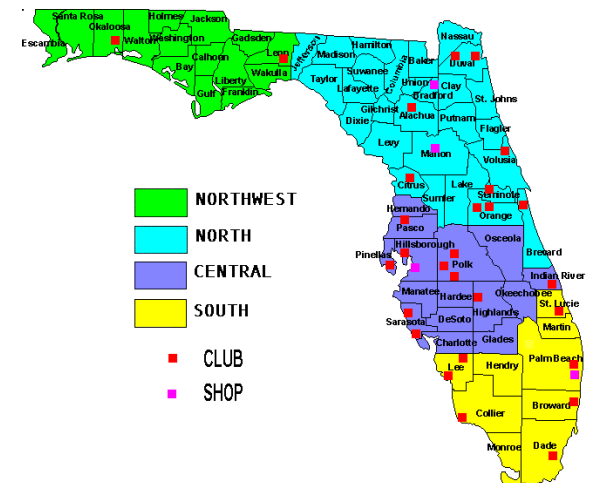 Santa Rosa
Holmes
Jackson
Okaloosa
Escambia
Walton
Washington
Calhoun
Bay
Liberty
Gulf
Franklin
Gadsden
Leon
Wakulla
Jefferson
Madison
Hamilton
Taylor
Suwanee
Lafayette
Columbia
Dixie
Gilchrist
Baker
Union
Bradford
Alachua
Nassau
Duval
Clay
St. Johns
Putnam
Flagler
Levy
Marion
Volusia
Citrus
Sumter
Lake
Seminole
Orange
Hernando
Pasco
Osceola
Brevard
Pinellas
Hillsborough
Polk
Indian River
Manatee
Hardee
Okeechobee
St. Lucie
Sarasota
DeSoto
Highlands
Martin
Charlotte
Glades
Lee
Hendry
Palm Beach
Collier
Broward
Monroe
Dade
NORTHWEST
NORTH
CENTRAL
SOUTH
CLUB
SHOP